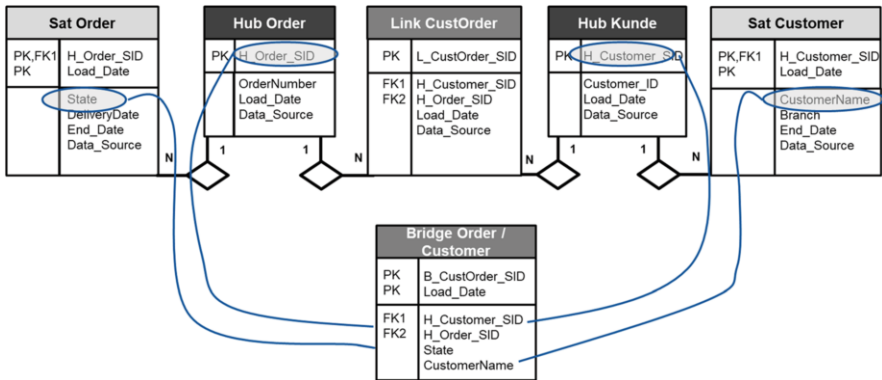 Sat Order
PK,FK1 H_Order_SID
PK Load_Date
State
DeliveryDate
End_Date
Data_Source
Hub Order
PK H_Order_SID
OrderNumber
Load_Date
Data_Source
Link CustOrder
PK L_CustOrder_SID
FK1 H_Customer_SID
FK2 H_Order_SID
Load_Date
Data_Source
Hub Kunde
PK H_Customer_SID
Customer_ID
Load_Date
Data_Source
Sat Customer
PK,FK1 H_Customer_SID
PK Load_Date
CustomerName
Branch
End_Date
Data_Source
N 1 1 N N 1 1 N
Bridge Order /
Customer
PK B_CustOrder_SID
PK Load_Date
FK1 H_Customer_SID
FK2 H_Order_SID
State
CustomerName